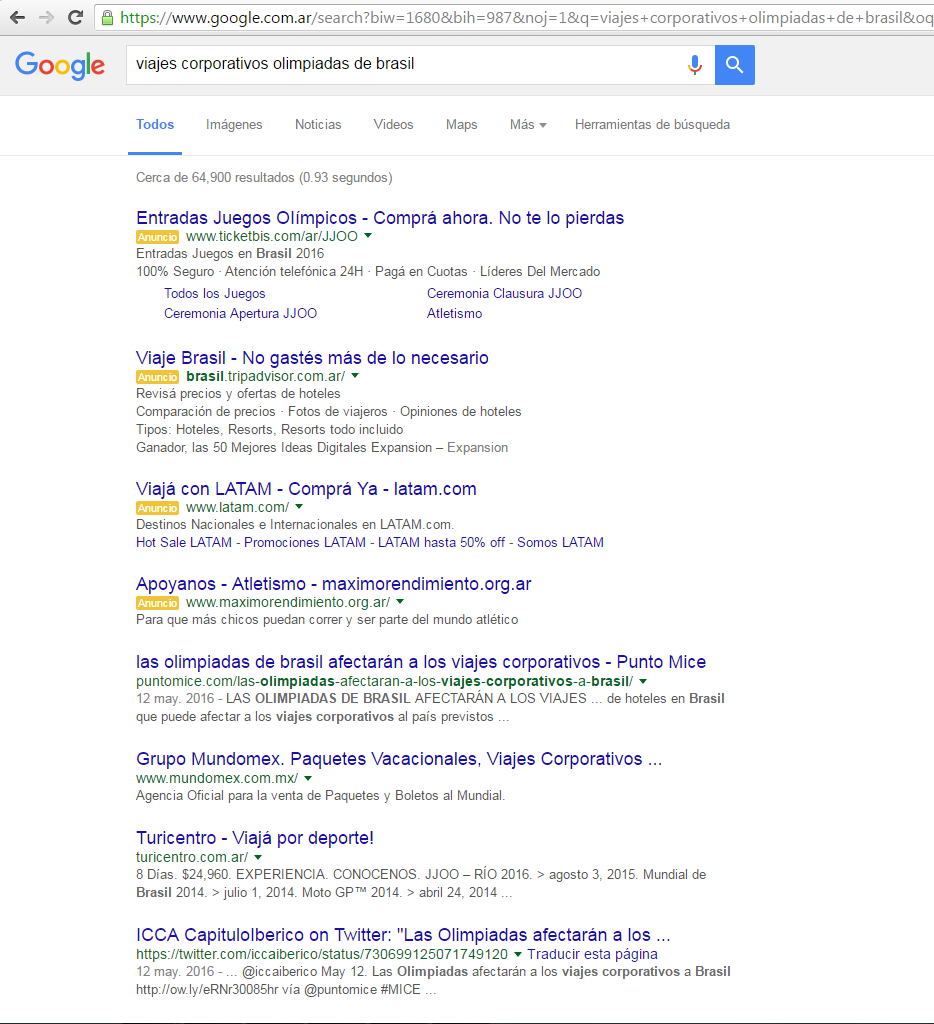 https://www.google.com.ar/search?biw=1680&bih=987&noj=1&q=viajes+corporativos+olimpiadas+de+brasil&oq
Google
viajes corporativos olimpiadas de brasil
Todos Imágenes Noticias Videos Maps Más Herramientas de búsqueda
Cerca de 64,900 resultados (0.93 segundos)
Entradas Juegos Olímpicos - Comprá ahora. No te lo pierdas
Anuncio www.ticketbis.com/ar/JJOO
Entradas Juegos en Brasil 2016
100% Seguro · Atención telefónica 24H · Pagá en Cuotas · Líderes Del Mercado
Todos los Juegos Ceremonia Clausura JJOO
Ceremonia Apertura JJOO Atletismo
Viaje Brasil - No gastés más de lo necesario
Anuncio brasil.tripadvisor.com.ar/
Revisá precios y ofertas de hoteles
Comparación de precios · Fotos de viajeros · Opiniones de hoteles
Tipos: Hoteles, Resorts, Resorts todo incluido
Ganador, las 50 Mejores Ideas Digitales Expansion – Expansion
Viajá con LATAM - Comprá Ya - latam.com
Anuncio www.latam.com/
Destinos Nacionales e Internacionales en LATAM.com.
Hot Sale LATAM - Promociones LATAM - LATAM hasta 50% off - Somos LATAM
Apoyanos - Atletismo - maximorendimiento.org.ar
Anuncio www.maximorendimiento.org.ar/
Para que más chicos puedan correr y ser parte del mundo atlético
las olimpiadas de brasil afectarán a los viajes corporativos - Punto Mice
puntomice.com/las-olimpiadas-afectaran-a-los-viajes-corporativos-a-brasil/
12 may. 2016 - LAS OLIMPIADAS DE BRASIL AFECTARÁN A LOS VIAJES ... de hoteles en Brasil
que puede afectar a los viajes corporativos al país previstos ...
Grupo Mundomex. Paquetes Vacacionales, Viajes Corporativos ...
www.mundomex.com.mx/
Agencia Oficial para la venta de Paquetes y Boletos al Mundial.
Turicentro - Viajá por deporte!
turicentro.com.ar/
8 Días. $24,960. EXPERIENCIA. CONOCENOS. JJOO – RÍO 2016. > agosto 3, 2015. Mundial de
Brasil 2014. > julio 1, 2014. Moto GP™ 2014. > abril 24, 2014 ...
ICCA CapituloIberico on Twitter: "Las Olimpiadas afectarán a los ...
https://twitter.com/iccaiberico/status/730699125071749120 Traducir esta página
12 may. 2016 - ... @iccaiberico May 12. Las Olimpiadas afectarán a los viajes corporativos a Brasil
http://ow.ly/eRNr30085hr vía @puntomice #MICE ...